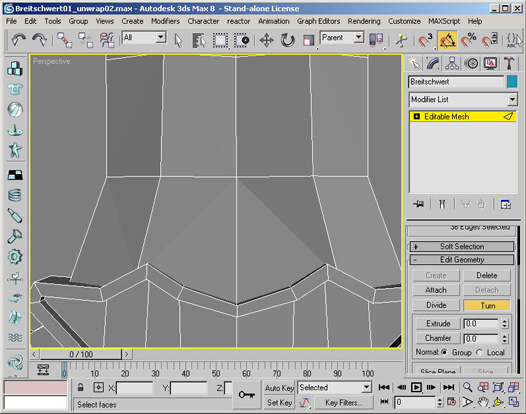 Breitschwert01_unwrap02.max - Autodesk 3ds Max 8 - Stand-alone License
File Edit Tools Group Views Create Modifiers Character reactor Animation Graph Editors Rendering Customize MAXScript Help
All Parent
Perspective
Breitschwert
Modifier List
Editable Mesh
36 Edges Selected
+ Soft Selection
- Edit Geometry
Create Delete
Attach Detach
Divide Turn
Extrude 0.0
Chamfer 0.0
Normal: Group Local
Slice Plane Slice
< 0 / 100 >
0 10 20 30 40 50 60 70 80 90 100
X: Y: Z: Auto Key Selected
Select faces Set Key Key Filters... 0